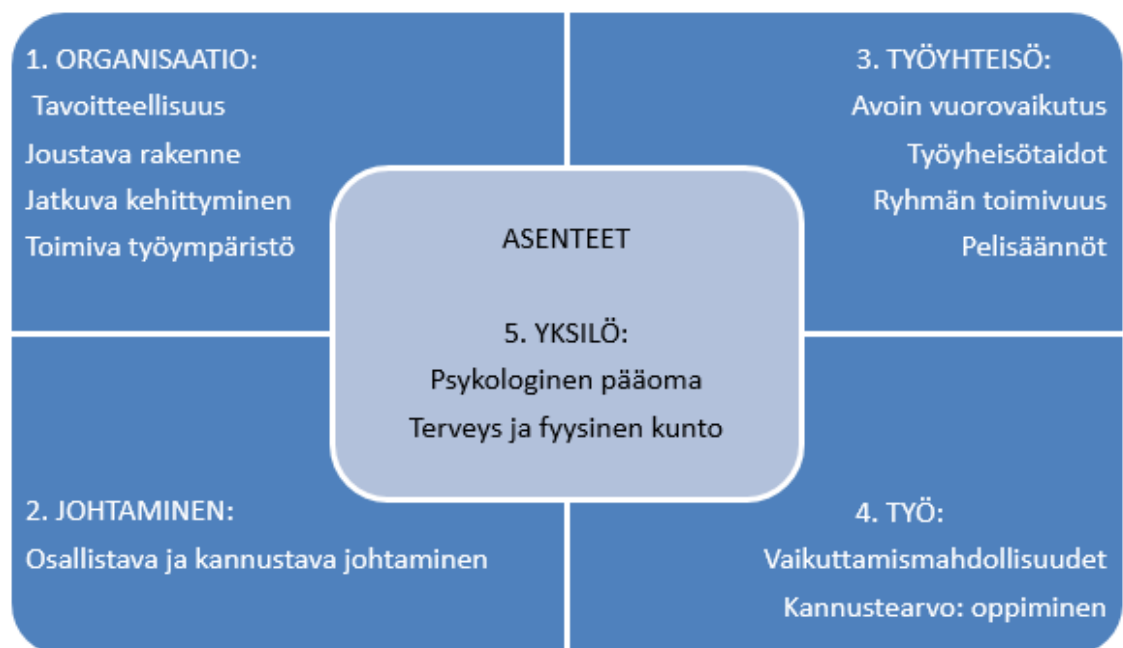 1. ORGANISAATIO:
Tavoitteellisuus
Joustava rakenne
Jatkuva kehittyminen
Toimiva työympäristö
2. JOHTAMINEN:
Osallistava ja kannustava johtaminen
3. TYÖYHTEISÖ:
Avoin vuorovaikutus
Työyheisötaidot
Ryhmän toimivuus
Pelisäännöt
4. TYÖ:
Vaikuttamismahdollisuudet
Kannustearvo: oppiminen
ASENTEET
5. YKSILÖ:
Psykologinen pääoma
Terveys ja fyysinen kunto